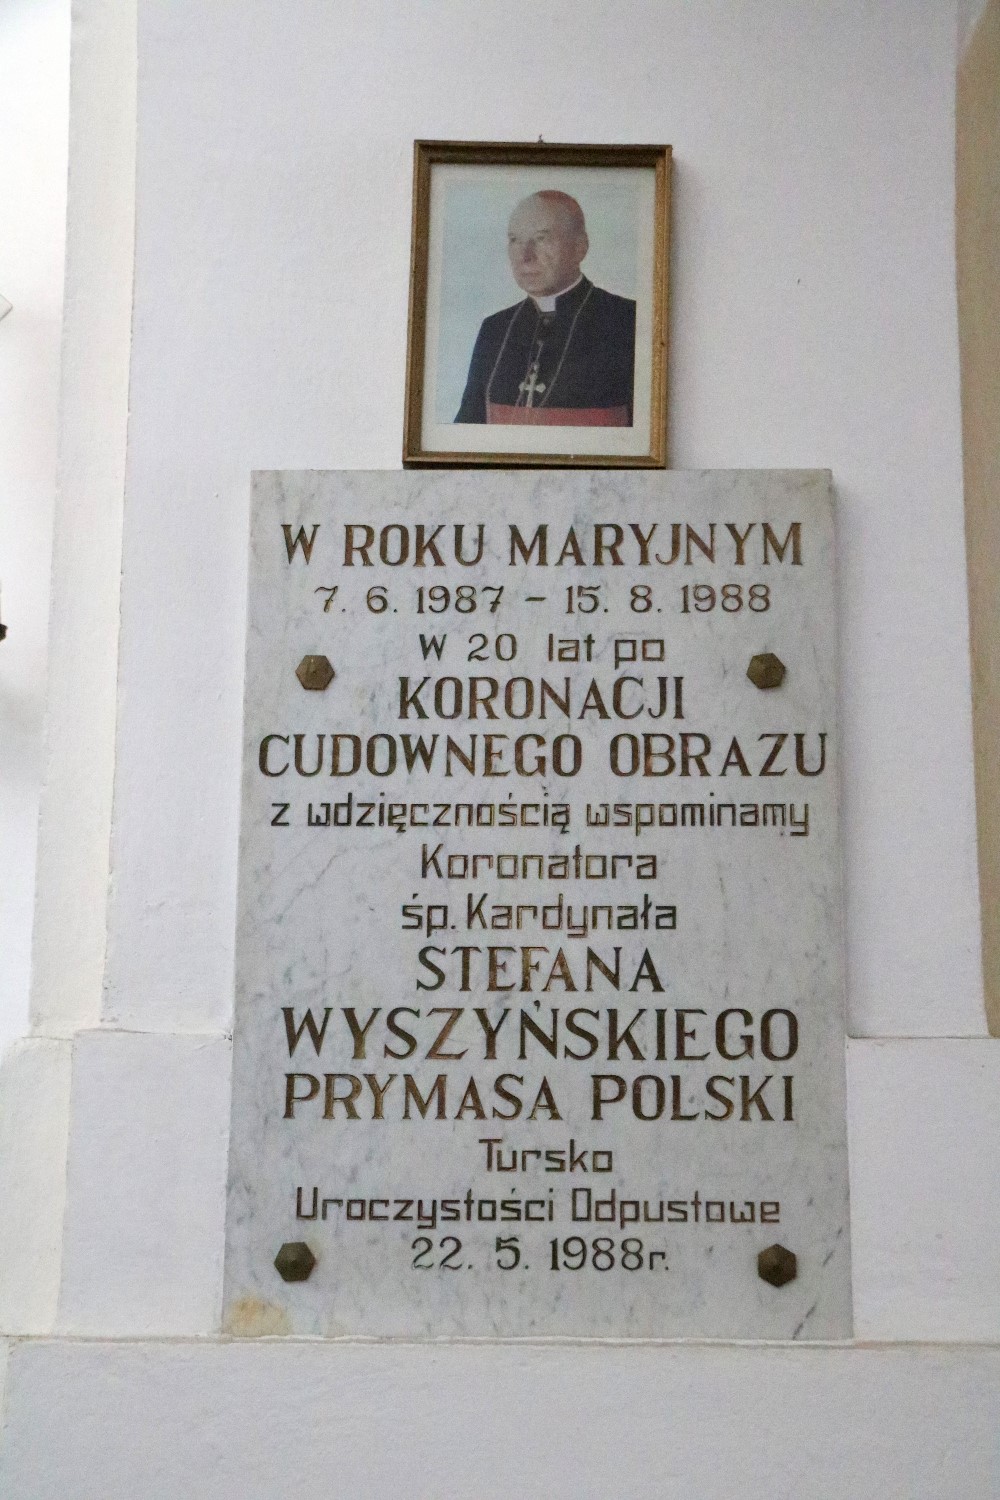 W ROKU MARYJNYM
7. 6. 1987 - 15. 8. 1988
W 20 lat po
KORONACJI
CUDOWNEGO OBRAZU
z wdzięcznością wspominamy
Koronatora
śp. Kardynała
STEFANA
WYSZYŃSKIEGO
PRYMASA POLSKI
Tursko
Uroczystości Odpustowe
22. 5. 1988r.